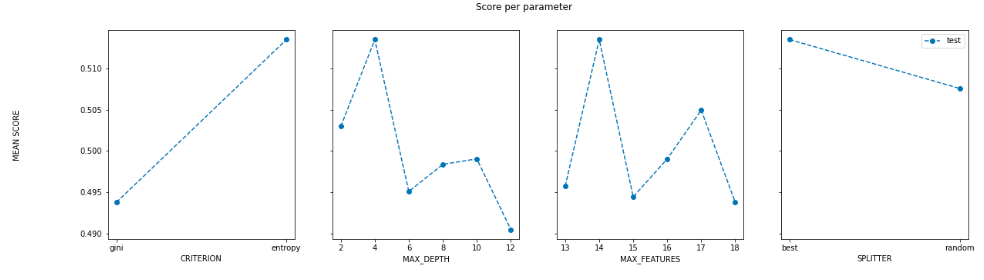 Score per parameter
test
MEAN SCORE
0.510
0.505
0.500
0.495
0.490
gini entropy
CRITERION
2 4 6 8 10 12
MAX_DEPTH
13 14 15 16 17 18
MAX_FEATURES
best random
SPLITTER